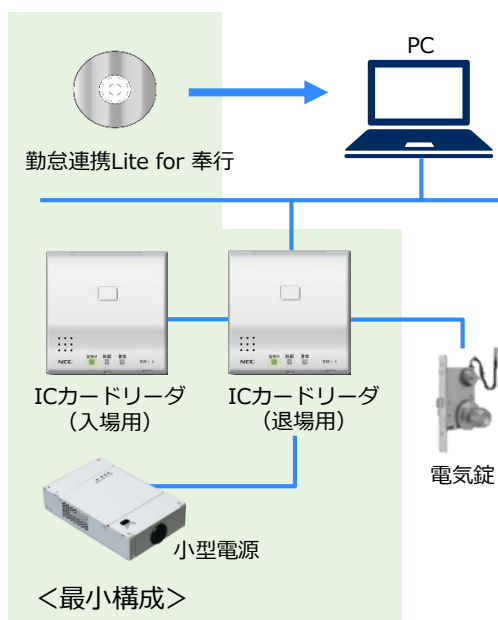 PC
勤怠連携Lite for 奉行
NEC
NEC
ICカードリーダ
（入場用）
ICカードリーダ
（退場用）
電気錠
小型電源
＜最小構成＞